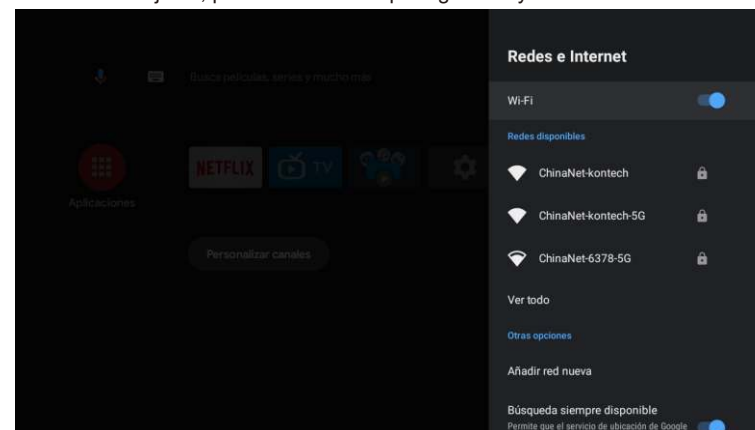 Redes e Internet
Busca películas, series y mucho más
Wi-Fi
Redes disponibles
NETFLIX
TV
ChinaNet-kontech
Aplicaciones
ChinaNet-kontech-5G
Personalizar canales
ChinaNet-6378-5G
Ver todo
Otras opciones
Añadir red nueva
Búsqueda siempre disponible
Permite que el servicio de ubicación de Google